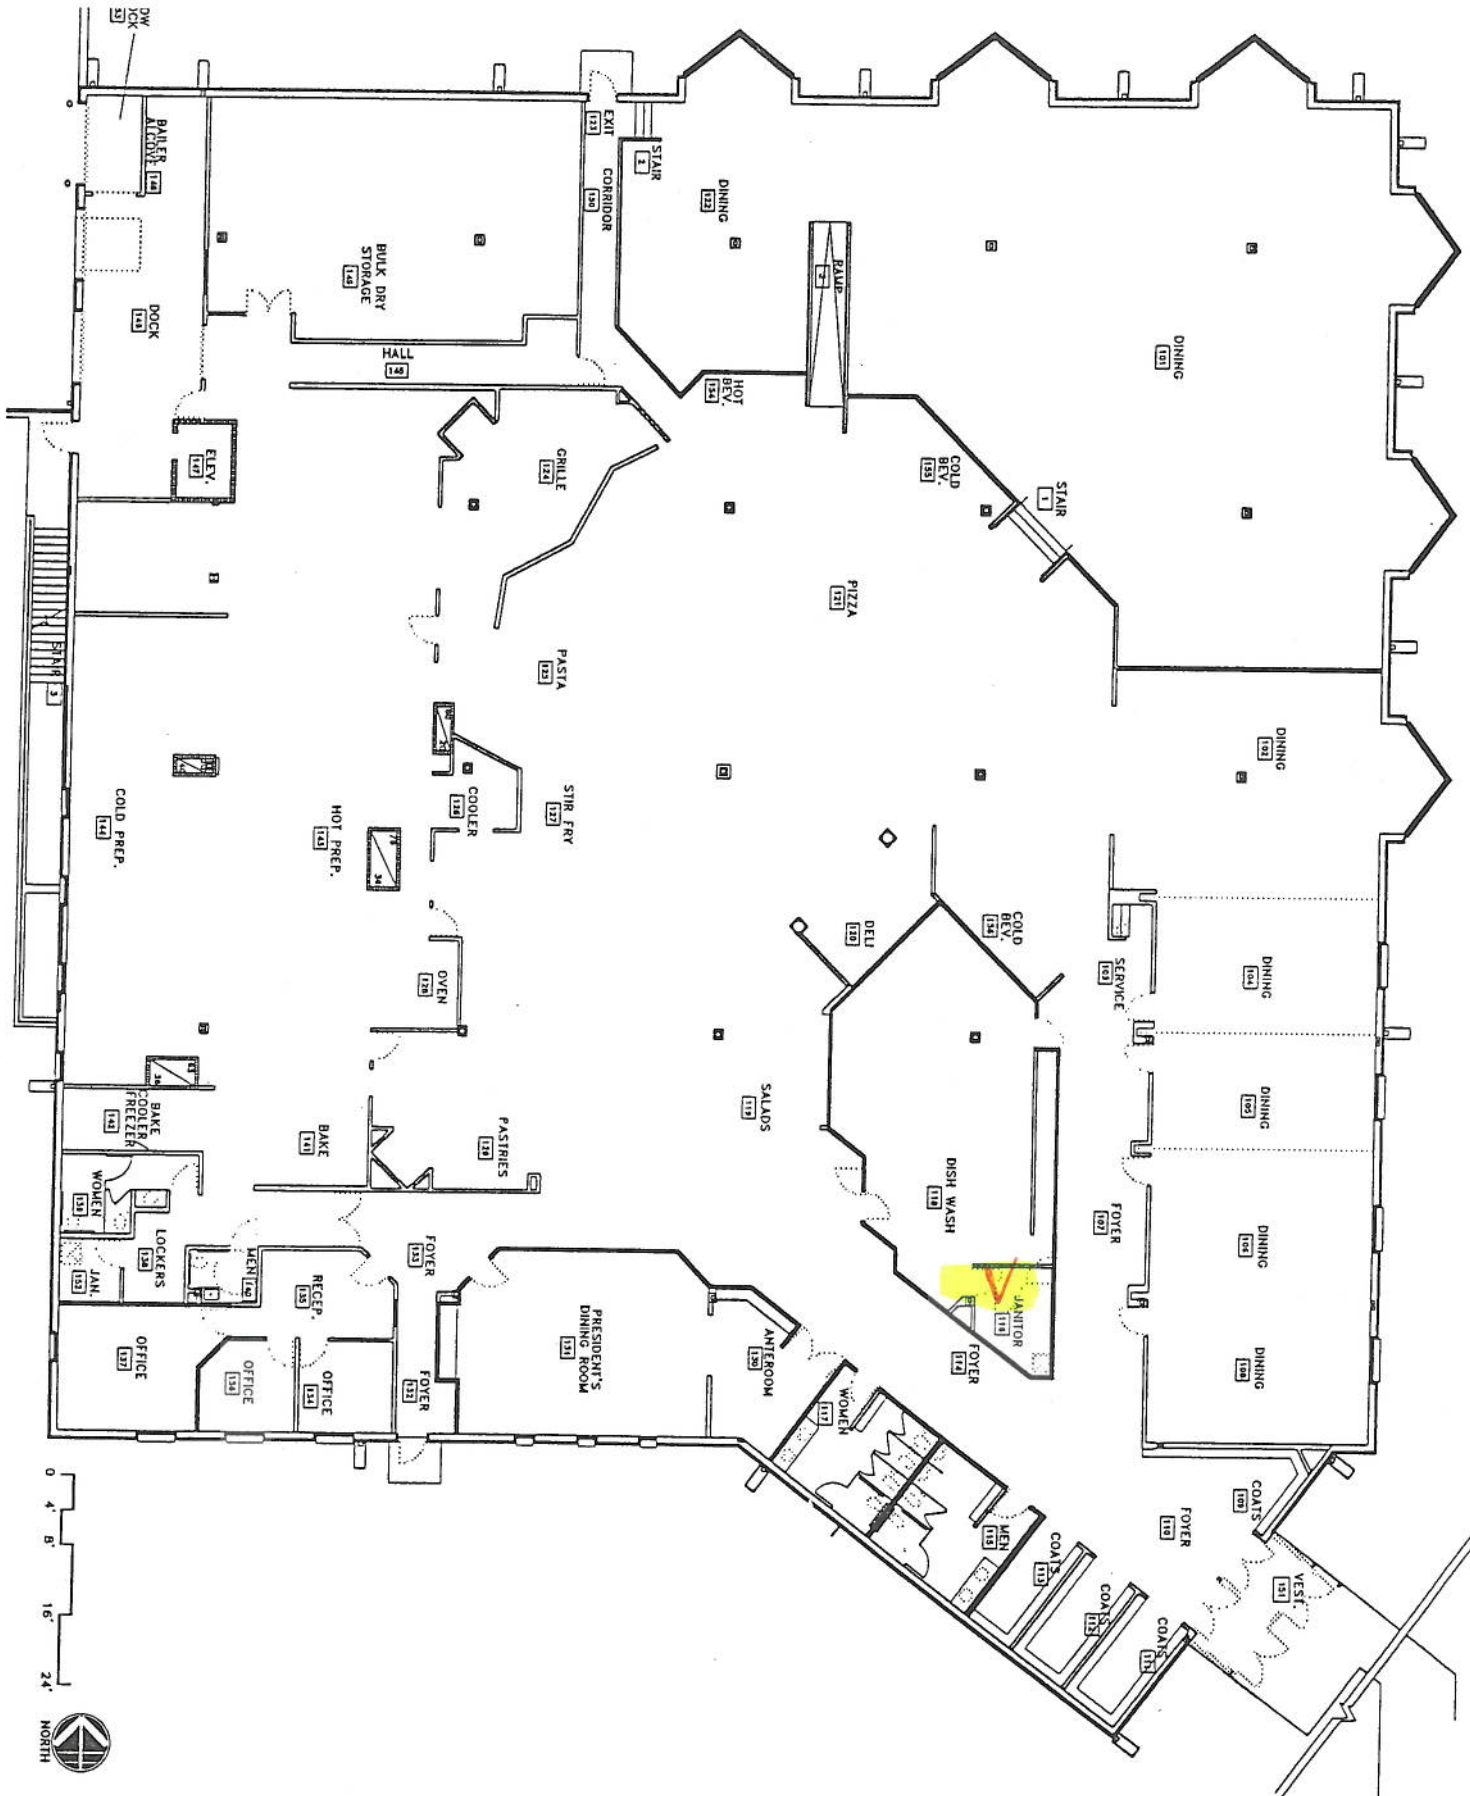 BAILER
ALCOVE 148
EXIT
CORRIDOR
150
STAIR
2
DINING
122
BULK DRY
STORAGE
146
RAMP
DOCK
149
HALL
145
DINING
101
HOT
BEV.
154
ELEV.
147
GRILLE
124
COLD
BEV.
155
STAIR
1
PIZZA
121
PASTA
STAIR
3
DINING
102
COLD PREP.
144
HOT PREP.
143
78
34
COOLER
126
STIR FRY
127
DELI
120
COLD
BEV.
156
SERVICE
103
DINING
104
OVEN
128
63
36
BAKE
COOLER
FREEZER
142
BAKE
141
PASTRIES
129
SALADS
119
DINING
105
DISH WASH
118
WOMEN
139
LOCKERS
138
MEN 140
FOYER
133
FOYER
107
DINING
106
JAN.
152
RECEP.
135
JANITOR
116
OFFICE
137
OFFICE
136
OFFICE
134
FOYER
132
PRESIDENT'S
DINING ROOM
131
ANTEROOM
130
FOYER
114
DINING
108
WOMEN
117
COATS
109
FOYER
110
MEN
115
COATS
113
COATS
112
COATS
111
VEST.
151
0 4' 8' 16' 24'
NORTH